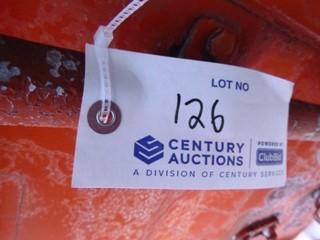 LOT NO
126
CENTURY
AUCTIONS
POWERED BY
ClubBid
A DIVISION OF CENTURY SERVICES